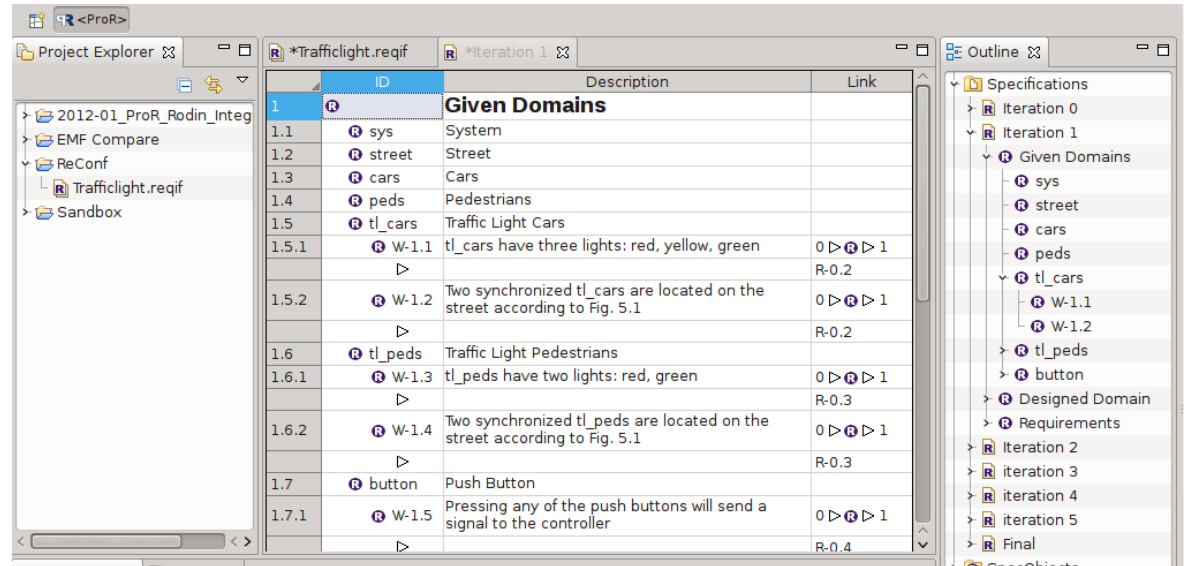 <ProR>
Project Explorer
2012-01_ProR_Rodin_Integ
EMF Compare
ReConf
Trafficlight.reqif
Sandbox
*Trafficlight.reqif
*Iteration 1
ID Description Link
1 Given Domains
1.1 sys System
1.2 street Street
1.3 cars Cars
1.4 peds Pedestrians
1.5 tl_cars Traffic Light Cars
1.5.1 W-1.1 tl_cars have three lights: red, yellow, green 0 ▷ R ▷ 1
▷ R-0.2
1.5.2 W-1.2 Two synchronized tl_cars are located on the
street according to Fig. 5.1 0 ▷ R ▷ 1
▷ R-0.2
1.6 tl_peds Traffic Light Pedestrians
1.6.1 W-1.3 tl_peds have two lights: red, green 0 ▷ R ▷ 1
▷ R-0.3
1.6.2 W-1.4 Two synchronized tl_peds are located on the
street according to Fig. 5.1 0 ▷ R ▷ 1
▷ R-0.3
1.7 button Push Button
1.7.1 W-1.5 Pressing any of the push buttons will send a
signal to the controller 0 ▷ R ▷ 1
▷ R-0.4
Outline
Specifications
Iteration 0
Iteration 1
Given Domains
sys
street
cars
peds
tl_cars
W-1.1
W-1.2
tl_peds
button
Designed Domain
Requirements
Iteration 2
iteration 3
iteration 4
iteration 5
Final